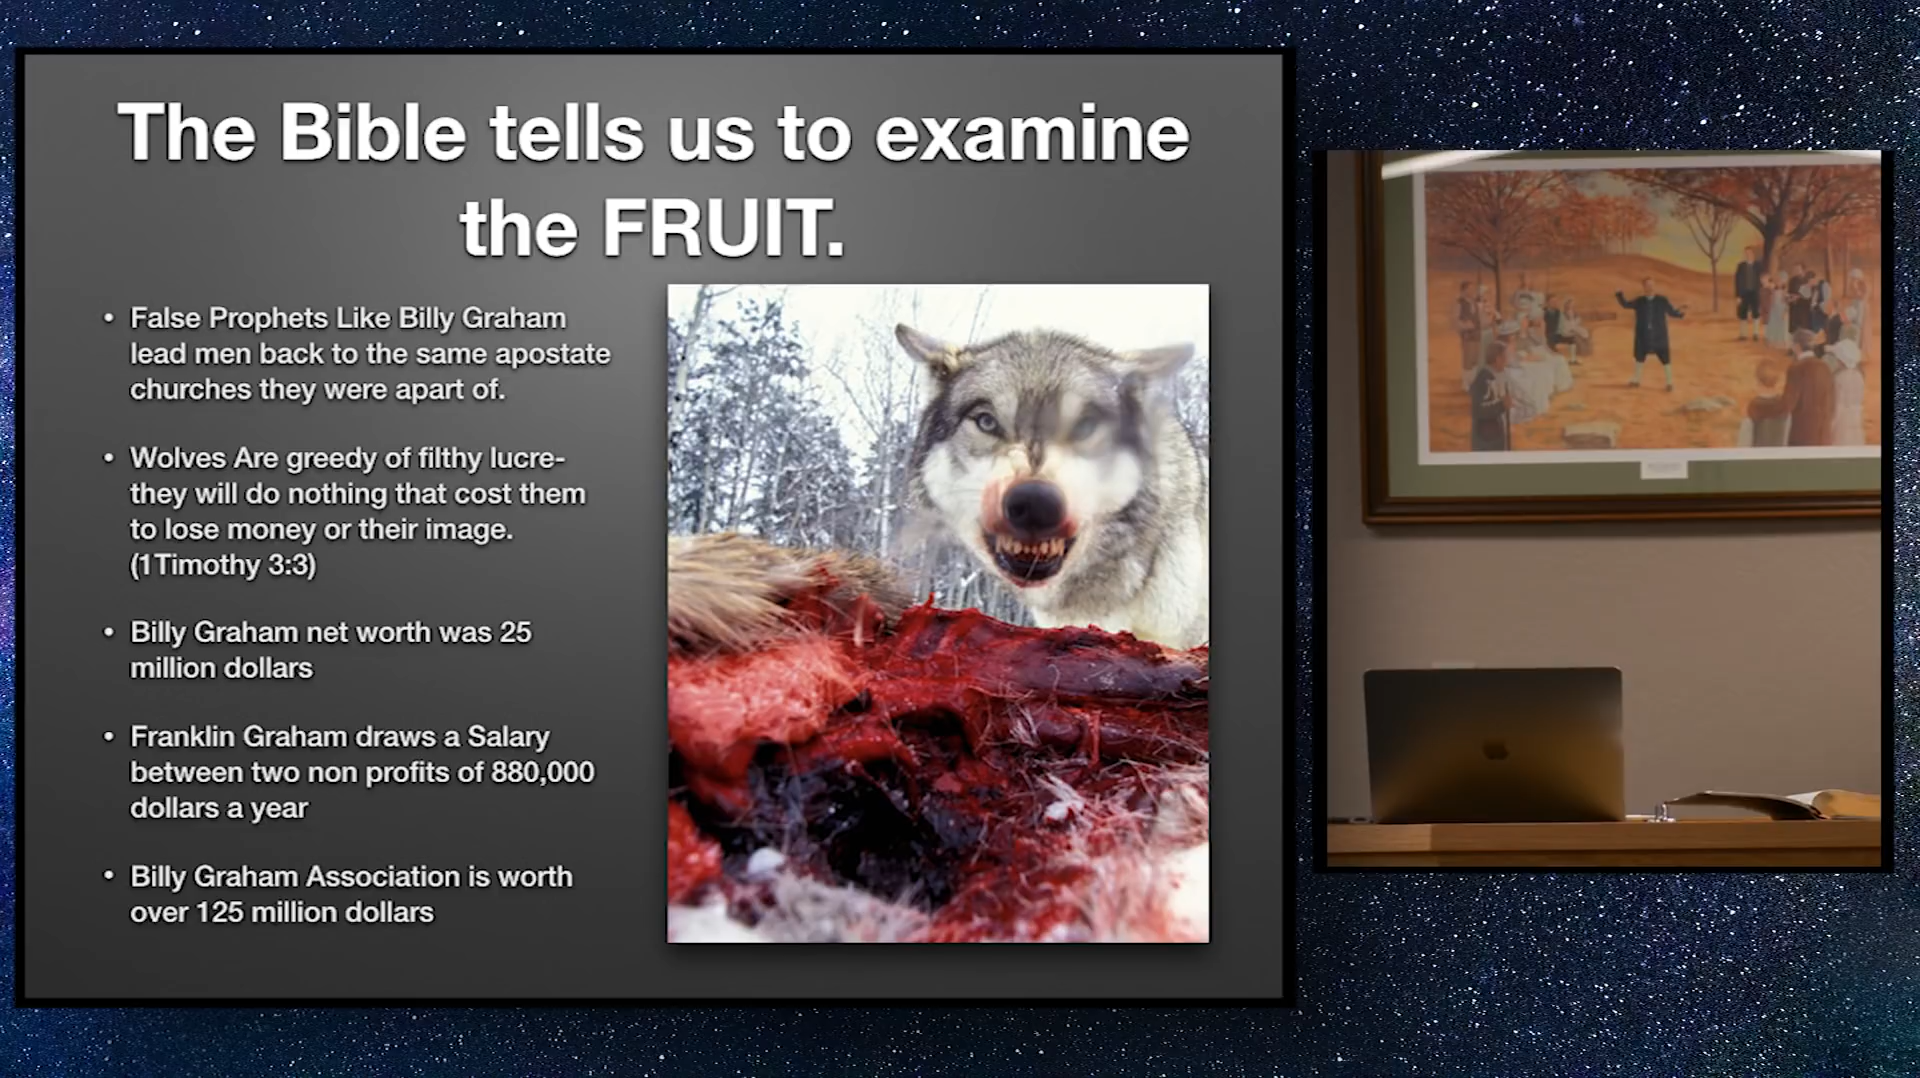 The Bible tells us to examine
the FRUIT.
• False Prophets Like Billy Graham
lead men back to the same apostate
churches they were apart of.
• Wolves Are greedy of filthy lucre-
they will do nothing that cost them
to lose money or their image.
(1Timothy 3:3)
• Billy Graham net worth was 25
million dollars
• Franklin Graham draws a Salary
between two non profits of 880,000
dollars a year
• Billy Graham Association is worth
over 125 million dollars